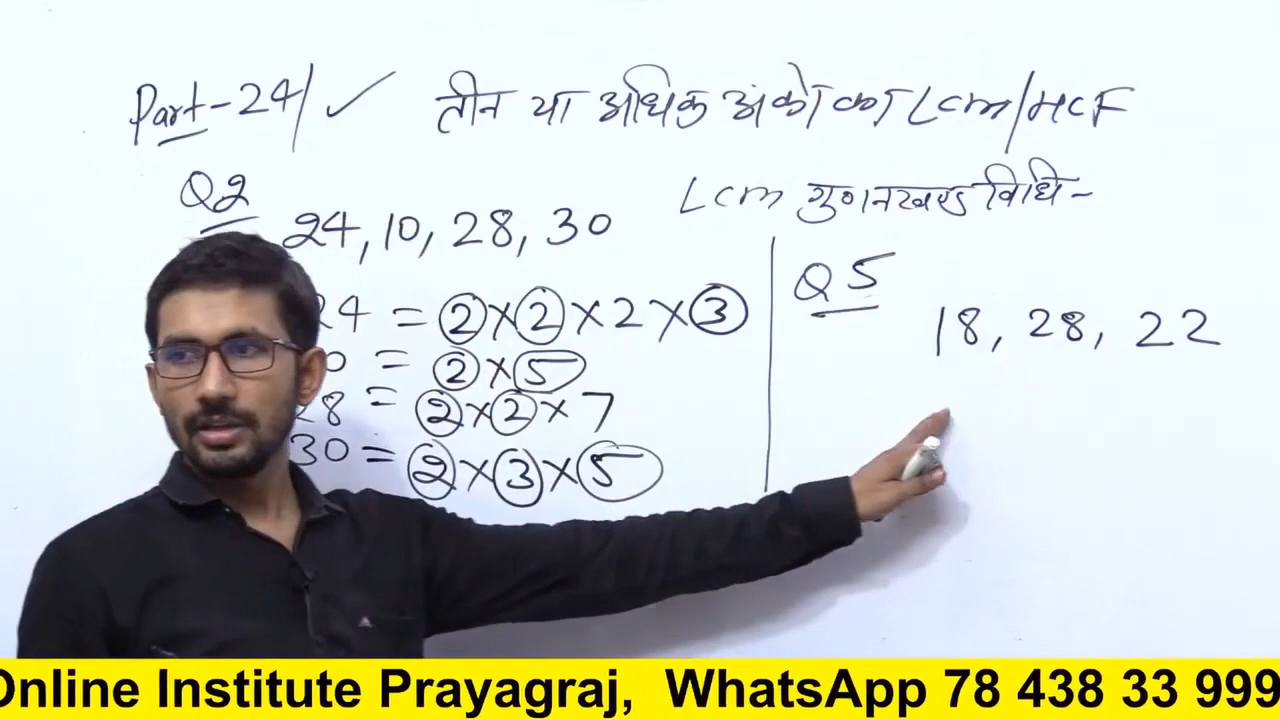 Part-24/ ✓ तीन या अधिक अंको का Lcm/HCF
Q2
24, 10, 28, 30
24 = 2×2×2×3
0 = 2×5
28 = 2×2×7
30 = 2×3×5
Lcm गुणनखण्ड विधि-
Q5
18, 28, 22
Online Institute Prayagraj, WhatsApp 78 438 33 999